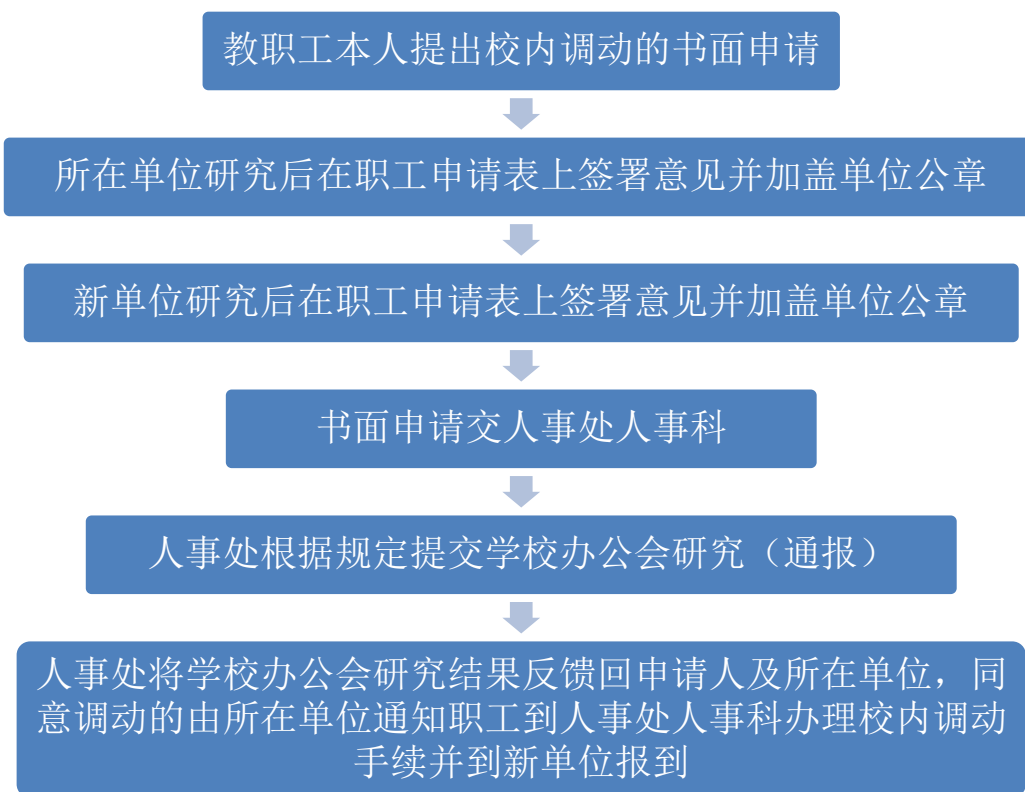 教职工本人提出校内调动的书面申请
所在单位研究后在职工申请表上签署意见并加盖单位公章
新单位研究后在职工申请表上签署意见并加盖单位公章
书面申请交人事处人事科
人事处根据规定提交学校办公会研究（通报）
人事处将学校办公会研究结果反馈回申请人及所在单位，同
意调动的由所在单位通知职工到人事处人事科办理校内调动
手续并到新单位报到